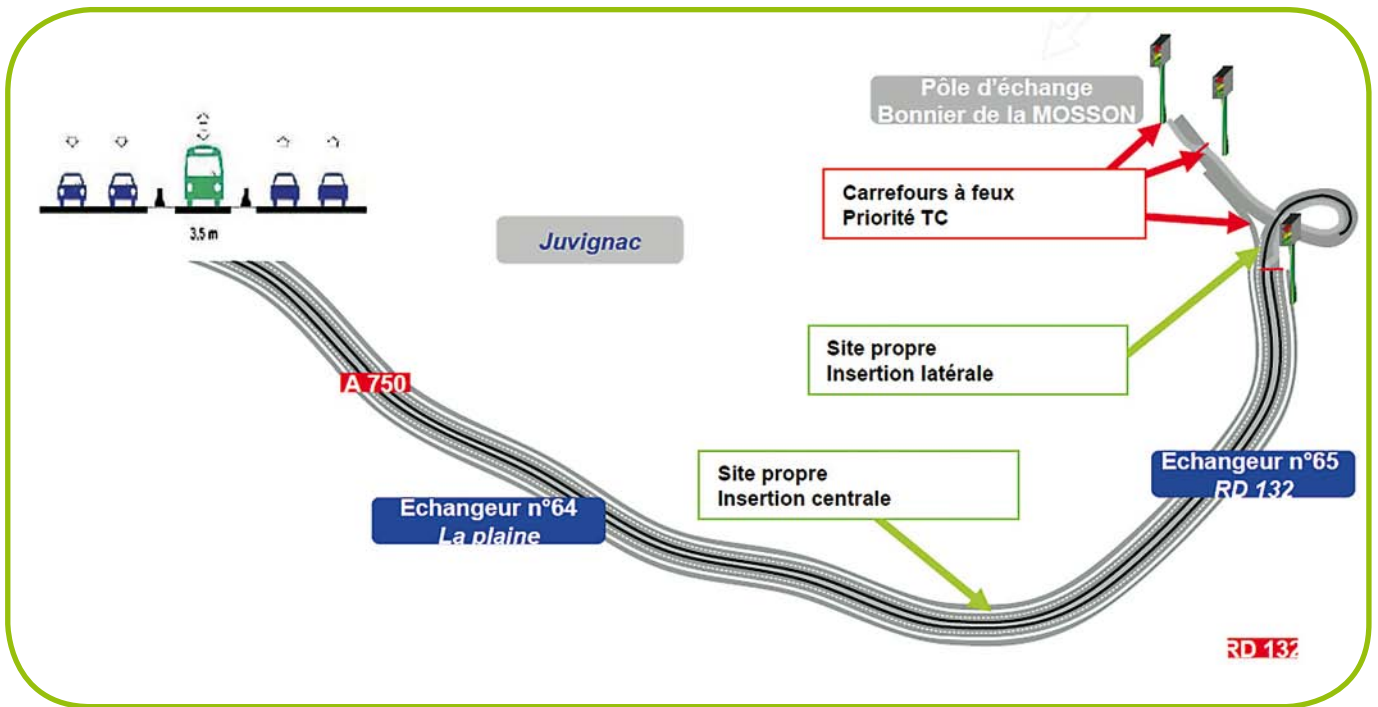 Pôle d'échange
Bonnier de la MOSSON
Carrefours à feux
Priorité TC
3,5 m
Juvignac
Site propre
Insertion latérale
A 750
Site propre
Insertion centrale
Echangeur n°65
RD 132
Echangeur n°64
La plaine
RD 132